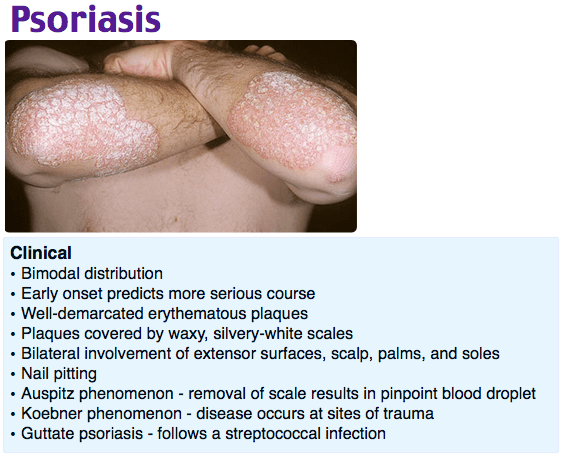 Psoriasis
Clinical
• Bimodal distribution
• Early onset predicts more serious course
• Well-demarcated erythematous plaques
• Plaques covered by waxy, silvery-white scales
• Bilateral involvement of extensor surfaces, scalp, palms, and soles
• Nail pitting
• Auspitz phenomenon - removal of scale results in pinpoint blood droplet
• Koebner phenomenon - disease occurs at sites of trauma
• Guttate psoriasis - follows a streptococcal infection